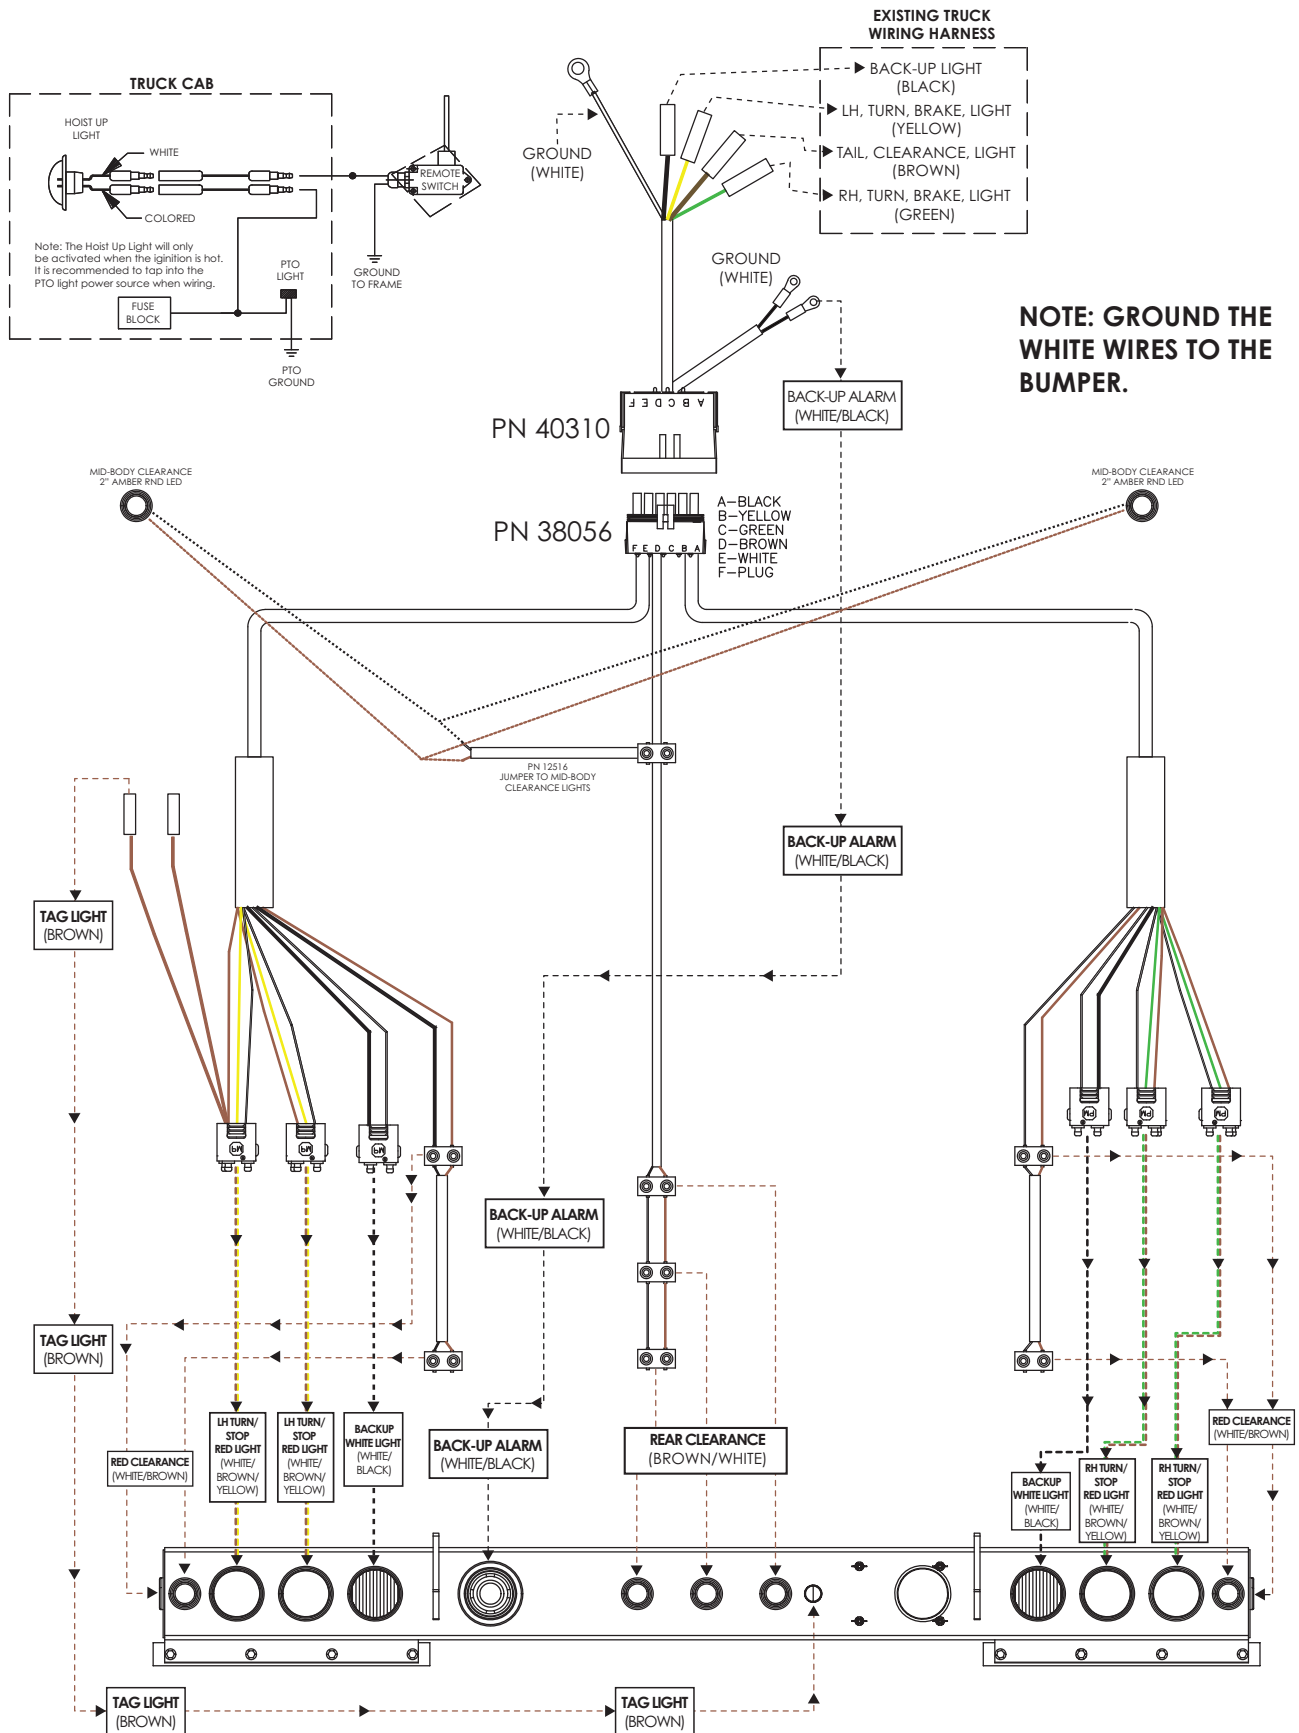 EXISTING TRUCK
WIRING HARNESS
BACK-UP LIGHT
(BLACK)
LH, TURN, BRAKE, LIGHT
(YELLOW)
TAIL, CLEARANCE, LIGHT
(BROWN)
RH, TURN, BRAKE, LIGHT
(GREEN)
TRUCK CAB
HOIST UP
LIGHT
WHITE
COLORED
REMOTE
SWITCH
Note: The Hoist Up Light will only
be activated when the iginition is hot.
It is recommended to tap into the
PTO light power source when wiring.
PTO
LIGHT
FUSE
BLOCK
PTO
GROUND
GROUND
TO FRAME
GROUND
(WHITE)
GROUND
(WHITE)
NOTE: GROUND THE
WHITE WIRES TO THE
BUMPER.
BACK-UP ALARM
(WHITE/BLACK)
F E D C B A
PN 40310
MID-BODY CLEARANCE
2" AMBER RND LED
MID-BODY CLEARANCE
2" AMBER RND LED
PN 38056
F E D C B A
A-BLACK
B-YELLOW
C-GREEN
D-BROWN
E-WHITE
F-PLUG
PN 12516
JUMPER TO MID-BODY
CLEARANCE LIGHTS
BACK-UP ALARM
(WHITE/BLACK)
TAG LIGHT
(BROWN)
PM
PM
PM
PM
PM
PM
BACK-UP ALARM
(WHITE/BLACK)
TAG LIGHT
(BROWN)
RED CLEARANCE
(WHITE/BROWN)
LH TURN/
STOP
RED LIGHT
(WHITE/
BROWN/
YELLOW)
LH TURN/
STOP
RED LIGHT
(WHITE/
BROWN/
YELLOW)
BACKUP
WHITE LIGHT
(WHITE/
BLACK)
BACK-UP ALARM
(WHITE/BLACK)
REAR CLEARANCE
(BROWN/WHITE)
BACKUP
WHITE LIGHT
(WHITE/
BLACK)
RH TURN/
STOP
RED LIGHT
(WHITE/
BROWN/
YELLOW)
RH TURN/
STOP
RED LIGHT
(WHITE/
BROWN/
YELLOW)
RED CLEARANCE
(WHITE/BROWN)
TAG LIGHT
(BROWN)
TAG LIGHT
(BROWN)